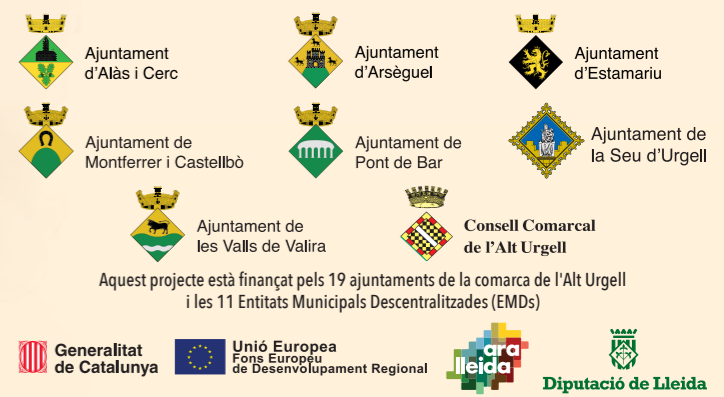 Ajuntament
d'Alàs i Cerc
Ajuntament
d'Arsèguel
Ajuntament
d'Estamariu
Ajuntament de
Montferrer i Castellbò
Ajuntament de
Pont de Bar
Ajuntament de
la Seu d'Urgell
Ajuntament de
les Valls de Valira
Consell Comarcal
de l'Alt Urgell
Aquest projecte està finançat pels 19 ajuntaments de la comarca de l'Alt Urgell
i les 11 Entitats Municipals Descentralitzades (EMDs)
Generalitat
de Catalunya
Unió Europea
Fons Europeu
de Desenvolupament Regional
ara
lleida
Diputació de Lleida